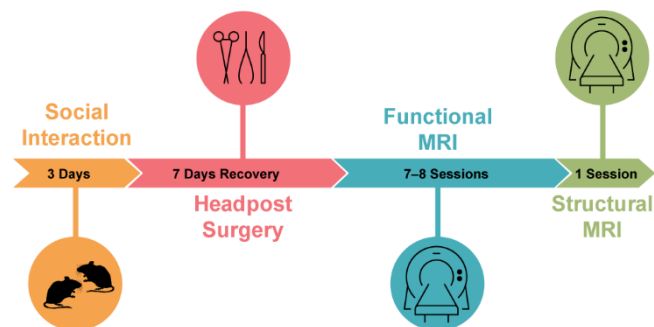 Social
Interaction
3 Days
7 Days Recovery
Headpost
Surgery
Functional
MRI
7–8 Sessions
1 Session
Structural
MRI